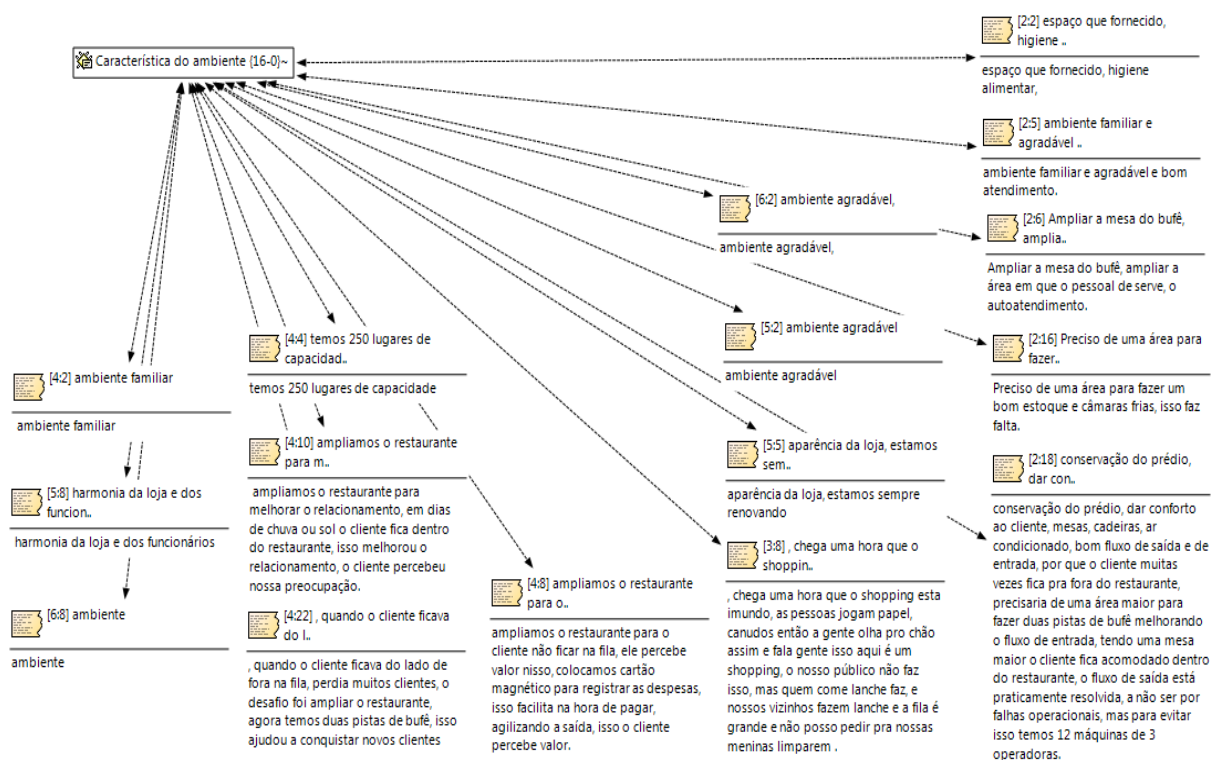 Característica do ambiente {16-0}~
[2:2] espaço que fornecido,
higiene ..
espaço que fornecido, higiene
alimentar,
[2:5] ambiente familiar e
agradável ..
ambiente familiar e agradável e bom
atendimento.
[6:2] ambiente agradável,
ambiente agradável,
[2:6] Ampliar a mesa do bufê,
amplia..
Ampliar a mesa do bufê, ampliar a
área em que o pessoal de serve, o
autoatendimento.
[5:2] ambiente agradável
ambiente agradável
[2:16] Preciso de uma área para
fazer..
Preciso de uma área para fazer um
bom estoque e câmaras frias, isso faz
falta.
[4:4] temos 250 lugares de
capacidad..
temos 250 lugares de capacidade
[4:2] ambiente familiar
ambiente familiar
[4:10] ampliamos o restaurante
para m..
ampliamos o restaurante para
melhorar o relacionamento, em dias
de chuva ou sol o cliente fica dentro
do restaurante, isso melhorou o
relacionamento, o cliente percebeu
nossa preocupação.
[5:5] aparência da loja, estamos
sem..
aparência da loja, estamos sempre
renovando
[2:18] conservação do prédio,
dar con..
conservação do prédio, dar conforto
ao cliente, mesas, cadeiras, ar
condicionado, bom fluxo de saída e de
entrada, por que o cliente muitas
vezes fica pra fora do restaurante,
precisaria de uma área maior para
fazer duas pistas de bufê melhorando
o fluxo de entrada, tendo uma mesa
maior o cliente fica acomodado dentro
do restaurante, o fluxo de saída está
praticamente resolvida, a não ser por
falhas operacionais, mas para evitar
isso temos 12 máquinas de 3
operadoras.
[5:8] harmonia da loja e dos
funcion..
harmonia da loja e dos funcionários
[3:8] , chega uma hora que o
shoppin..
, chega uma hora que o shopping esta
imundo, as pessoas jogam papel,
canudos então a gente olha pro chão
assim e fala gente isso aqui é um
shopping, o nosso público não faz
isso, mas quem come lanche faz, e
nossos vizinhos fazem lanche e a fila é
grande e não posso pedir pra nossas
meninas limparem .
[4:8] ampliamos o restaurante
para o..
ampliamos o restaurante para o
cliente não ficar na fila, ele percebe
valor nisso, colocamos cartão
magnético para registrar as despesas,
isso facilita na hora de pagar,
agilizando a saída, isso o cliente
percebe valor.
[6:8] ambiente
ambiente
[4:22] , quando o cliente ficava
do l..
, quando o cliente ficava do lado de
fora na fila, perdia muitos clientes, o
desafio foi ampliar o restaurante,
agora temos duas pistas de bufê, isso
ajudou a conquistar novos clientes